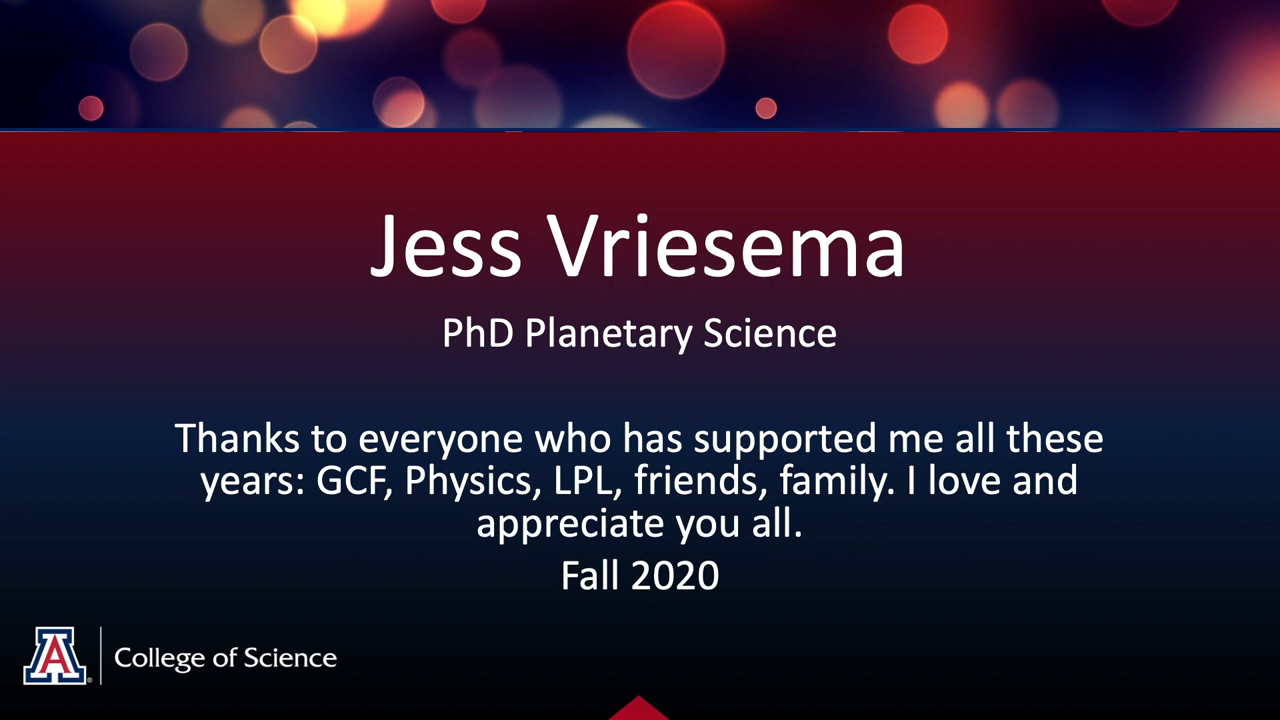 Jess Vriesema
PhD Planetary Science
Thanks to everyone who has supported me all these
years: GCF, Physics, LPL, friends, family. I love and
appreciate you all.
Fall 2020
A
College of Science